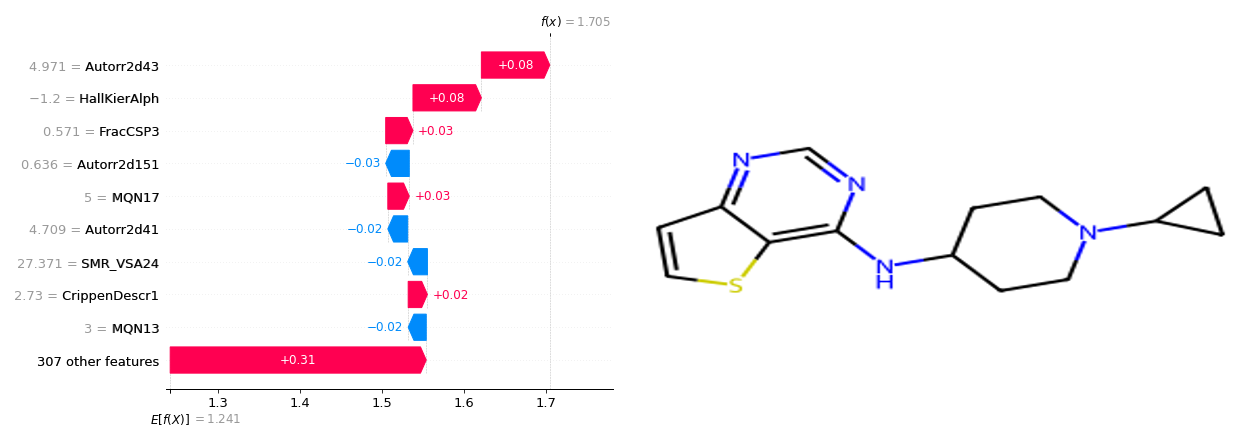 f(x) = 1.705
4.971 = Autorr2d43
+0.08
−1.2 = HallKierAlph
+0.08
0.571 = FracCSP3
+0.03
0.636 = Autorr2d151
−0.03
5 = MQN17
+0.03
4.709 = Autorr2d41
−0.02
27.371 = SMR_VSA24
−0.02
2.73 = CrippenDescr1
+0.02
3 = MQN13
−0.02
307 other features
+0.31
1.3 1.4 1.5 1.6 1.7
E[f(X)] = 1.241
N
N
S
N
H
N